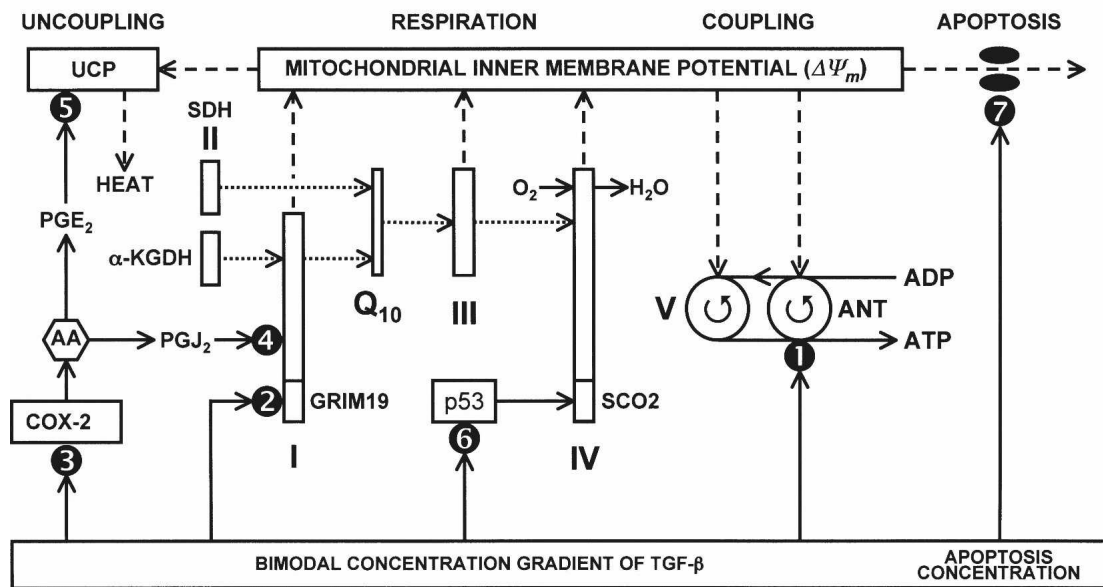 UNCOUPLING
RESPIRATION
COUPLING
APOPTOSIS
UCP
MITOCHONDRIAL INNER MEMBRANE POTENTIAL (ΔΨm)
5
7
SDH
II
HEAT
O₂
H₂O
PGE₂
α-KGDH
Q₁₀
III
V
ANT
ADP
ATP
AA
PGJ₂
4
1
COX-2
2
GRIM19
p53
SCO2
3
I
6
IV
BIMODAL CONCENTRATION GRADIENT OF TGF-β
APOPTOSIS
CONCENTRATION